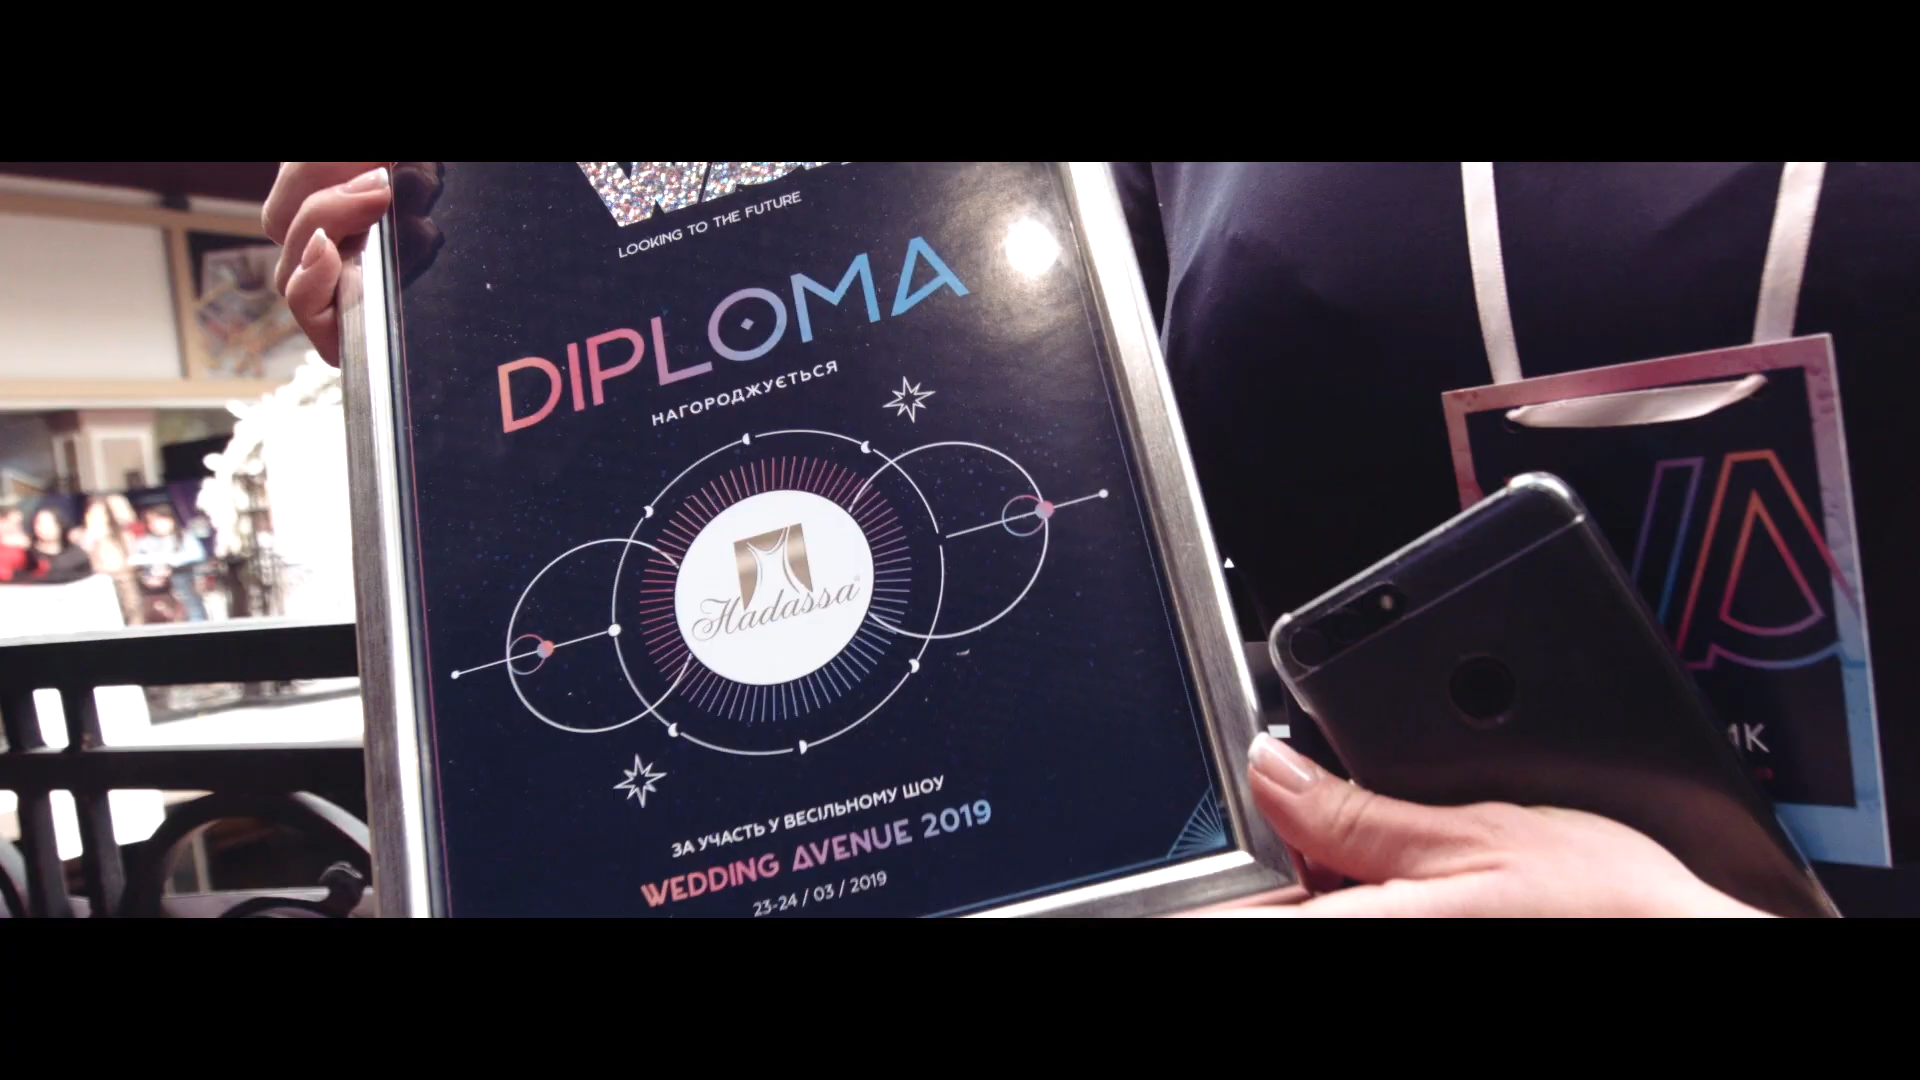 LOOKING TO THE FUTURE
DIPLOMA
НАГОРОДЖУЄТЬСЯ
Hadassa
ЗА УЧАСТЬ У ВЕСІЛЬНОМУ ШОУ
WEDDING AVENUE 2019
23-24 / 03 / 2019